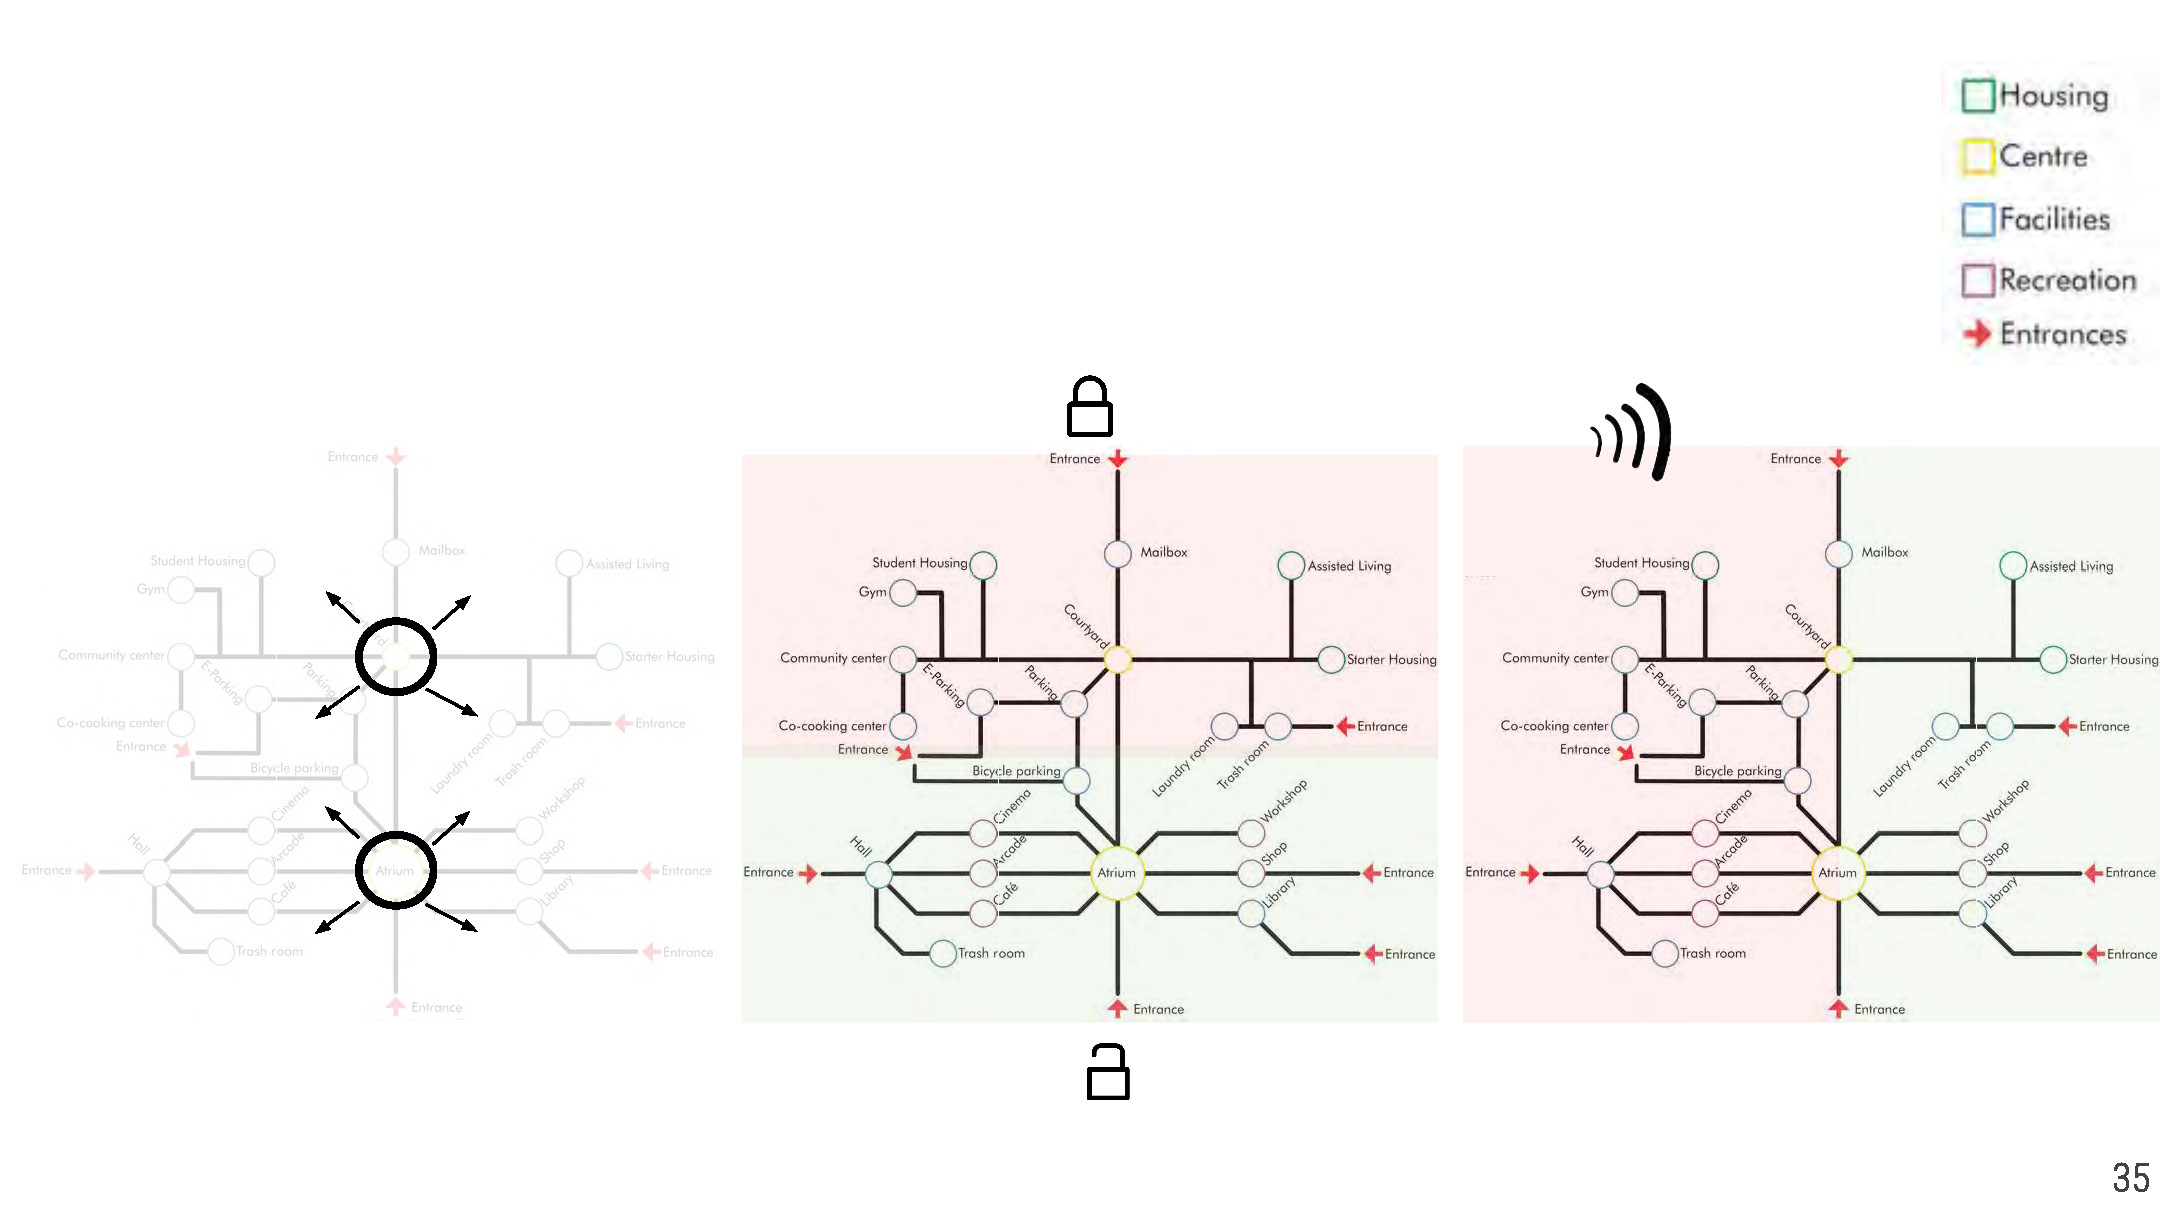 Housing
Centre
Facilities
Recreation
Entrances
Entrance
Mailbox
Student Housing
Assisted Living
Gym
Community center
E-Parking
Parking
Starter Housing
Co-cooking center
Entrance
Entrance
Bicycle parking
Laundry room
Trash room
Cinema
Workshop
Hall
Arcade
Shop
Entrance
Atrium
Entrance
Café
Library
Trash room
Entrance
Entrance
Entrance
Mailbox
Student Housing
Assisted Living
Gym
Courtyard
Community center
E-Parking
Parking
Starter Housing
Co-cooking center
Entrance
Entrance
Bicycle parking
Laundry room
Trash room
Cinema
Workshop
Hall
Arcade
Shop
Entrance
Atrium
Entrance
Café
Library
Trash room
Entrance
Entrance
Entrance
Mailbox
Student Housing
Assisted Living
Gym
Courtyard
Community center
E-Parking
Parking
Starter Housing
Co-cooking center
Entrance
Entrance
Bicycle parking
Laundry room
Trash room
Cinema
Workshop
Hall
Arcade
Shop
Entrance
Atrium
Entrance
Café
Library
Trash room
Entrance
Entrance
35